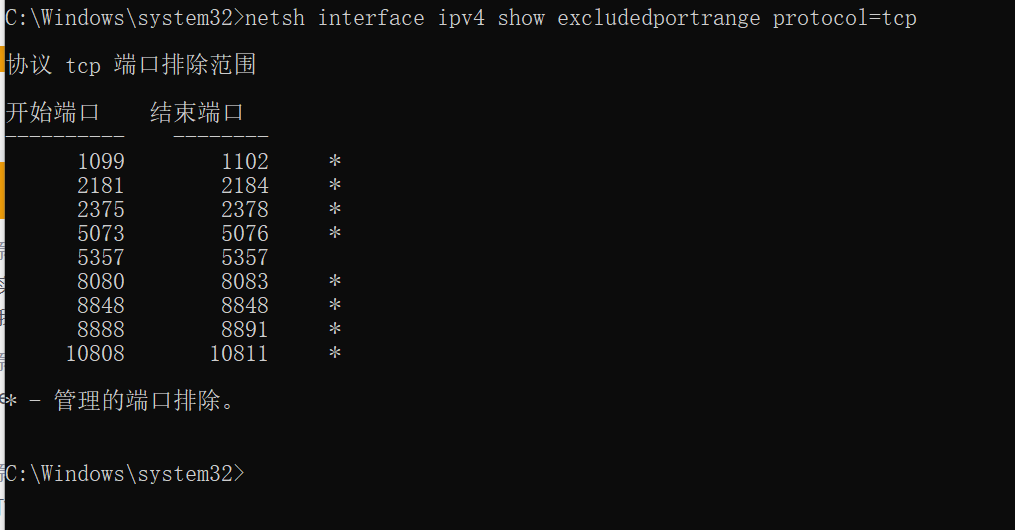 C:\Windows\system32>netsh interface ipv4 show excludedportrange protocol=tcp
协议 tcp 端口排除范围
开始端口    结束端口
----------    --------
1099        1102     *
2181        2184     *
2375        2378     *
5073        5076     *
5357        5357
8080        8083     *
8848        8848     *
8888        8891     *
10808       10811     *
* - 管理的端口排除。
C:\Windows\system32>